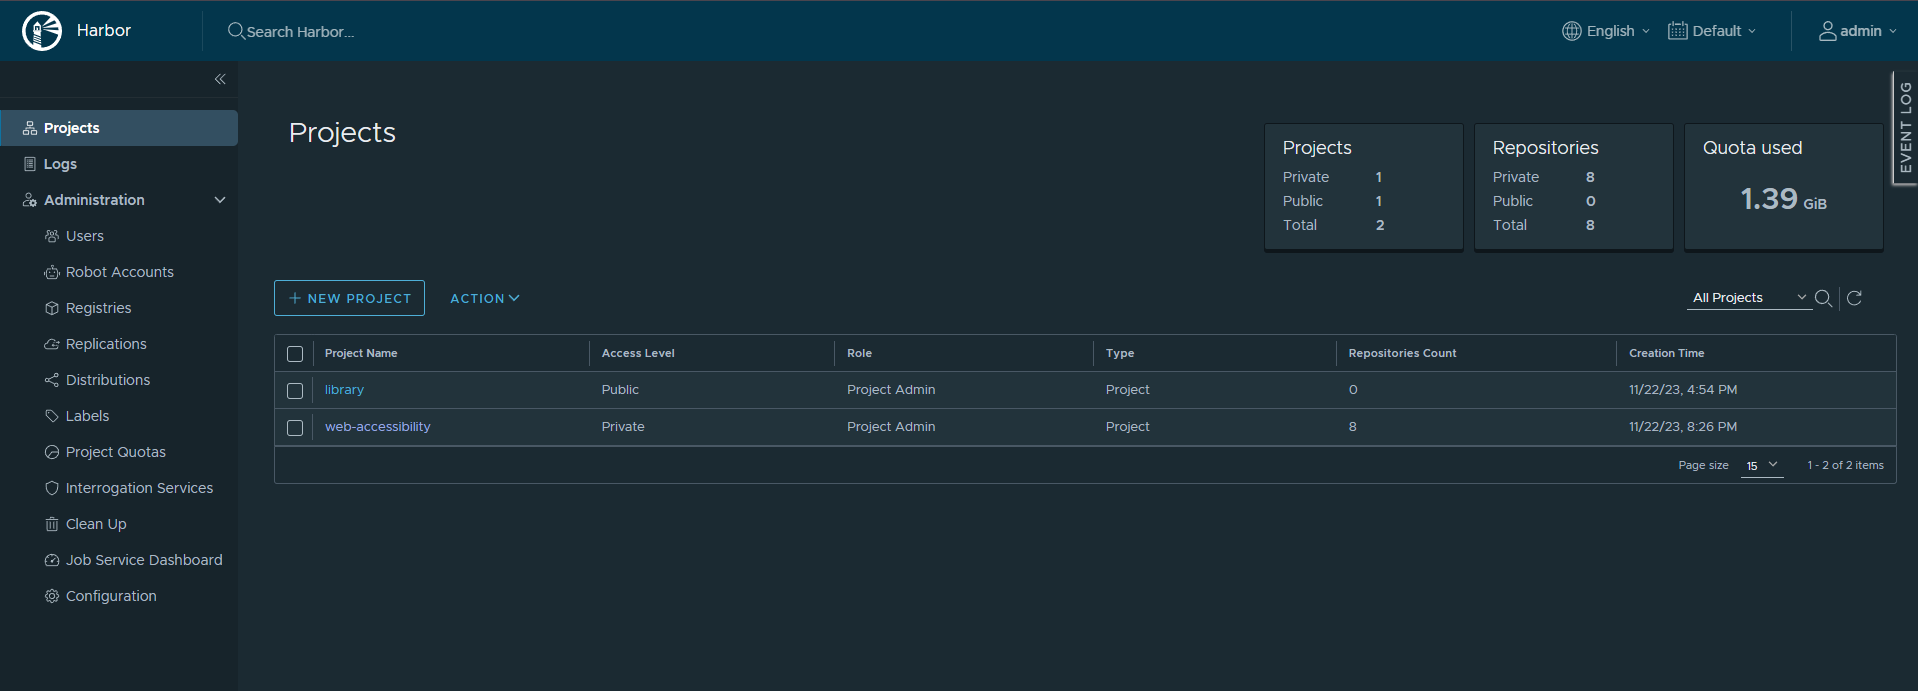 Harbor
Search Harbor...
English
Default
admin
EVENT LOG
Projects
Logs
Administration
Users
Robot Accounts
Registries
Replications
Distributions
Labels
Project Quotas
Interrogation Services
Clean Up
Job Service Dashboard
Configuration
Projects
Projects
Private 1
Public 1
Total 2
Repositories
Private 8
Public 0
Total 8
Quota used
1.39 GiB
NEW PROJECT
ACTION
All Projects
Project Name Access Level Role Type Repositories Count Creation Time
library Public Project Admin Project 0 11/22/23, 4:54 PM
web-accessibility Private Project Admin Project 8 11/22/23, 8:26 PM
Page size 15 1 - 2 of 2 items